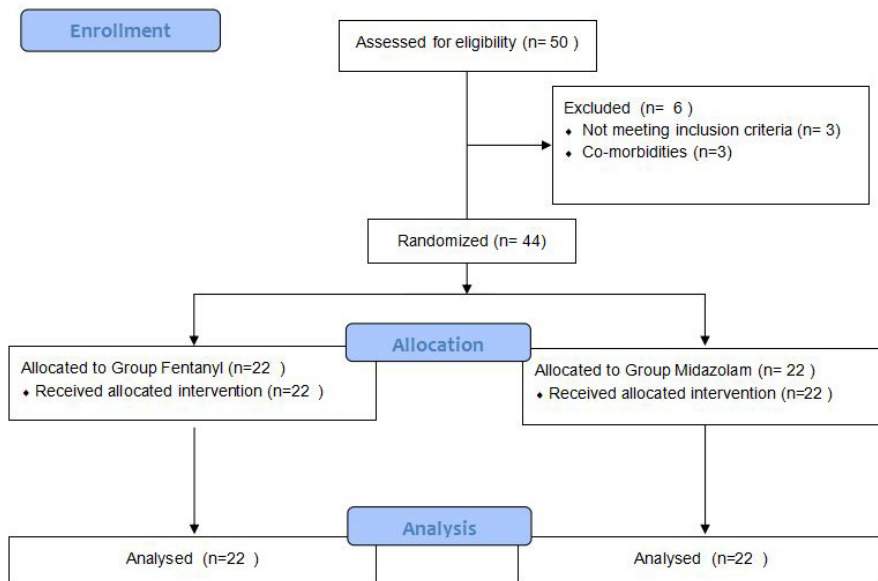 Enrollment
Assessed for eligibility (n= 50 )
Excluded (n= 6 )
♦ Not meeting inclusion criteria (n= 3)
♦ Co-morbidities (n=3)
Randomized (n= 44)
Allocation
Allocated to Group Fentanyl (n=22 )
♦ Received allocated intervention (n=22 )
Allocated to Group Midazolam (n= 22 )
♦ Received allocated intervention (n=22 )
Analysis
Analysed (n=22 )
Analysed (n=22 )